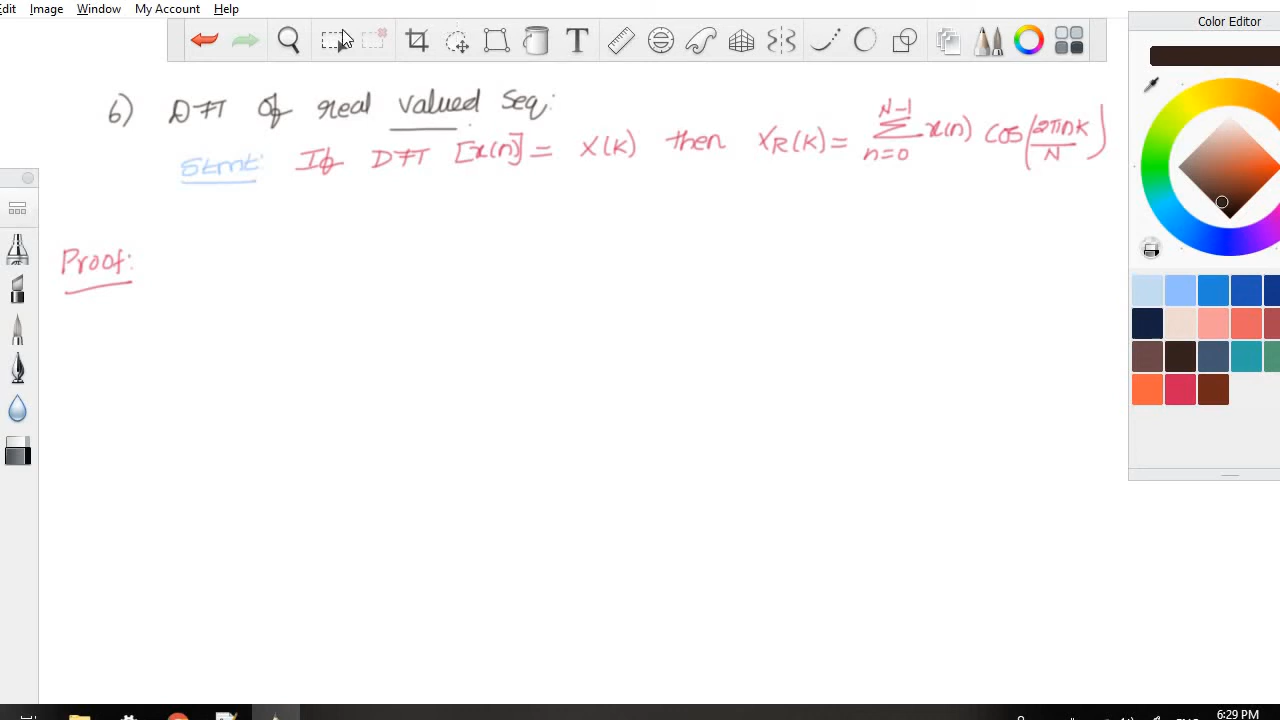 Edit Image Window My Account Help
Color Editor
6) DFT of real valued Seq:
Stmt: If DFT [x(n)] = X(k) then XR(k) = N-1 Σ n=0 x(n) cos(2πnk/N)
Proof:
6:29 PM